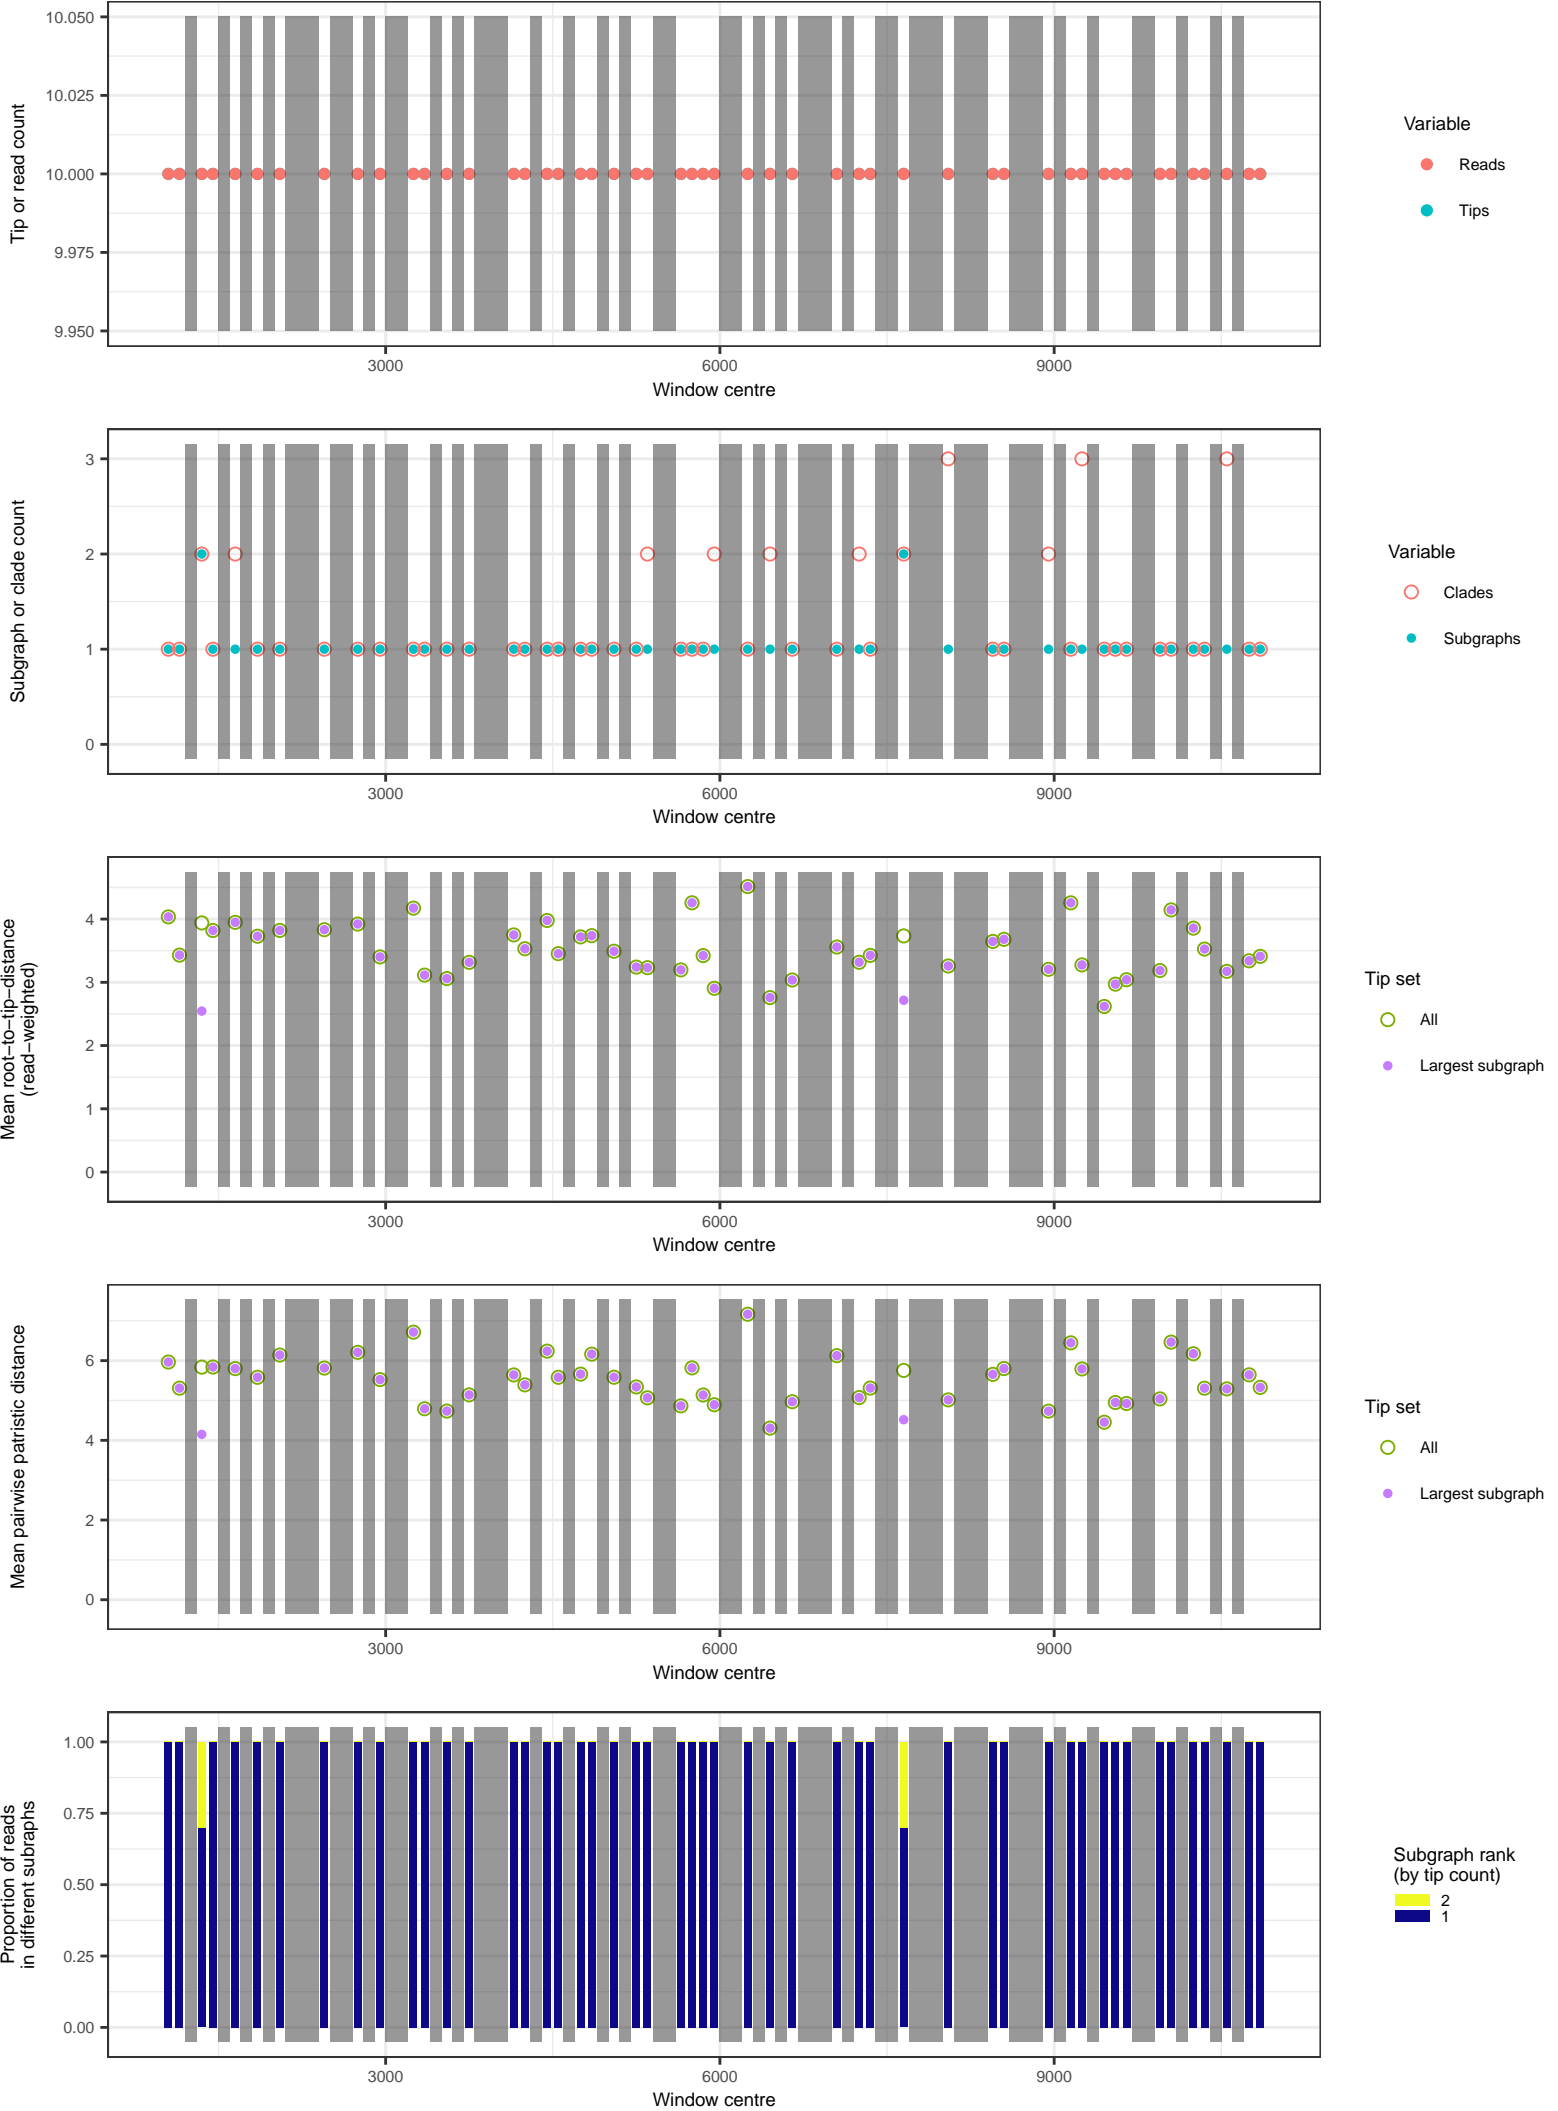 10.050
10.025
10.000
9.975
9.950
Tip or read count
3000
6000
9000
Window centre
Variable
Reads
Tips
3
2
1
0
Subgraph or clade count
3000
6000
9000
Window centre
Variable
Clades
Subgraphs
4
3
2
1
0
Mean root−to−tip−distance
(read−weighted)
3000
6000
9000
Window centre
Tip set
All
Largest subgraph
6
4
2
0
Mean pairwise patristic distance
3000
6000
9000
Window centre
Tip set
All
Largest subgraph
1.00
0.75
0.50
0.25
0.00
Proportion of reads
in different subraphs
3000
6000
9000
Window centre
Subgraph rank
(by tip count)
2
1